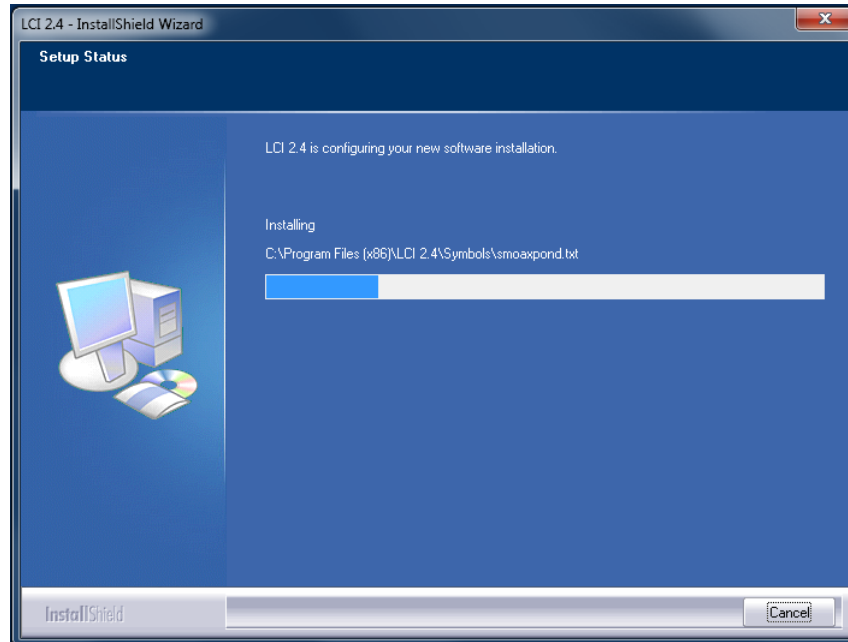 LCI 2.4 - InstallShield Wizard
Setup Status
LCI 2.4 is configuring your new software installation.
Installing
C:\Program Files (x86)\LCI 2.4\Symbols\smoaxpond.txt
InstallShield
Cancel